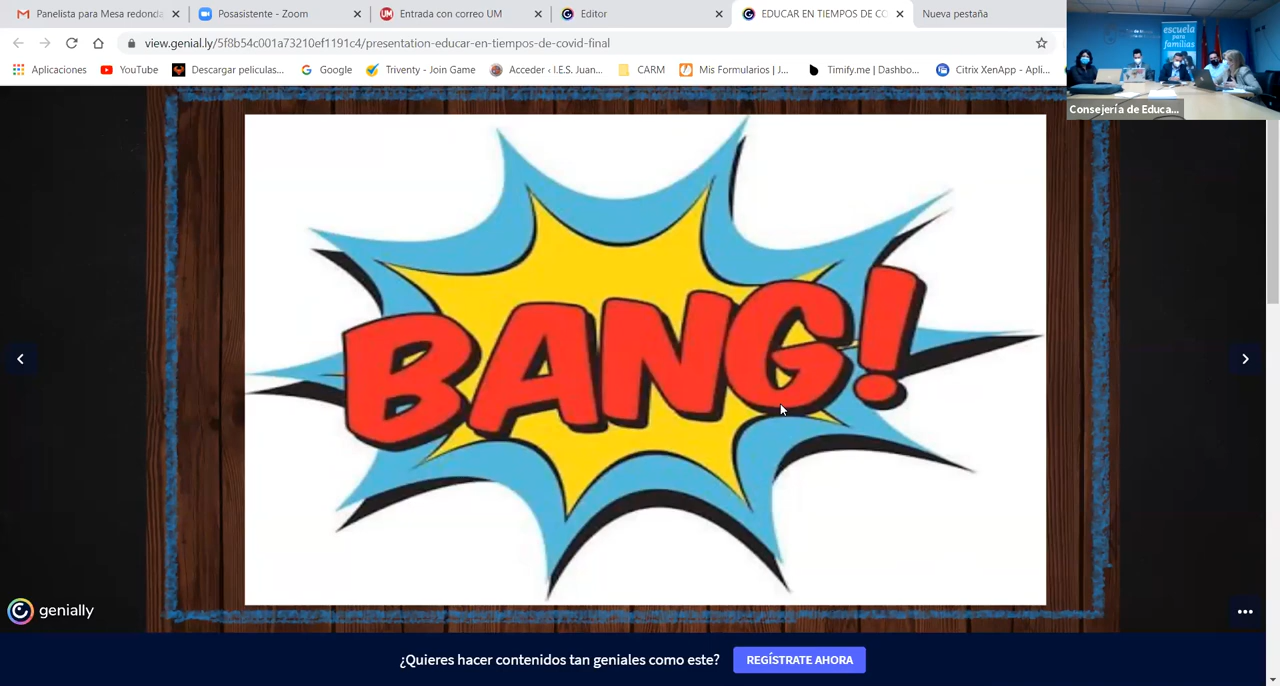 Panelista para Mesa redonda
Posasistente - Zoom
UM
Entrada con correo UM
Editor
EDUCAR EN TIEMPOS DE CO
Nueva pestaña
view.genial.ly/5f8b54c001a73210ef1191c4/presentation-educar-en-tiempos-de-covid-final
Aplicaciones
YouTube
Descargar peliculas...
Google
Triventy - Join Game
Acceder ‹ I.E.S. Juan...
CARM
Mis Formularios | J...
Timify.me | Dashbo...
Citrix XenApp - Apli...
escuela
para
familias
Consejería de Educa...
BANG!
genially
¿Quieres hacer contenidos tan geniales como este?
REGÍSTRATE AHORA